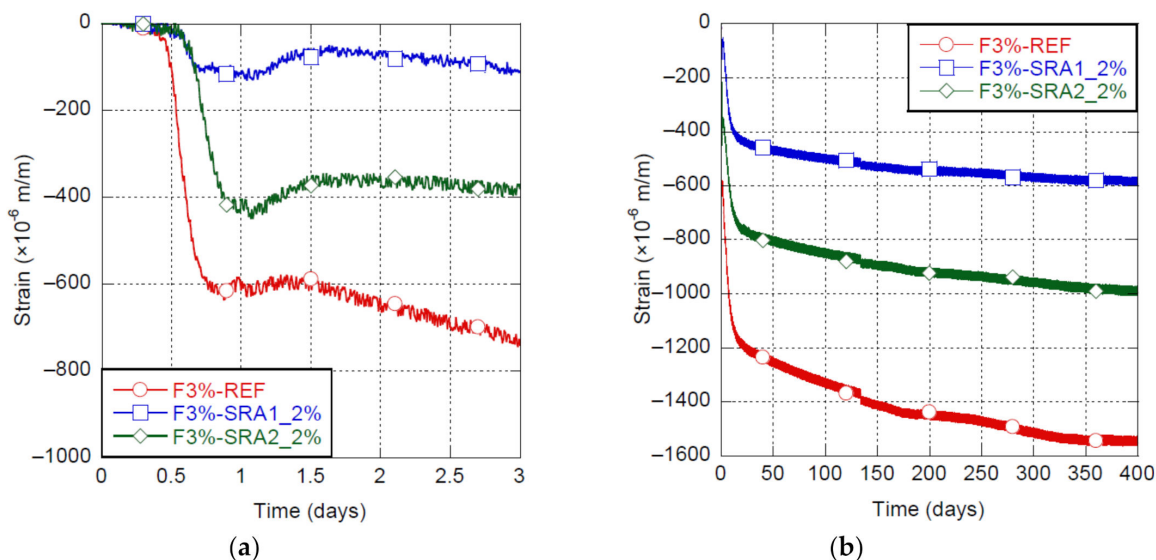 0
−200
−400
−600
−800
−1000
Strain (×10⁻⁶ m/m)
F3%-REF
F3%-SRA1_2%
F3%-SRA2_2%
0 0.5 1 1.5 2 2.5 3
Time (days)
(a)
0
−200
−400
−600
−800
−1000
−1200
−1400
−1600
Strain (×10⁻⁶ m/m)
F3%-REF
F3%-SRA1_2%
F3%-SRA2_2%
0 50 100 150 200 250 300 350 400
Time (days)
(b)